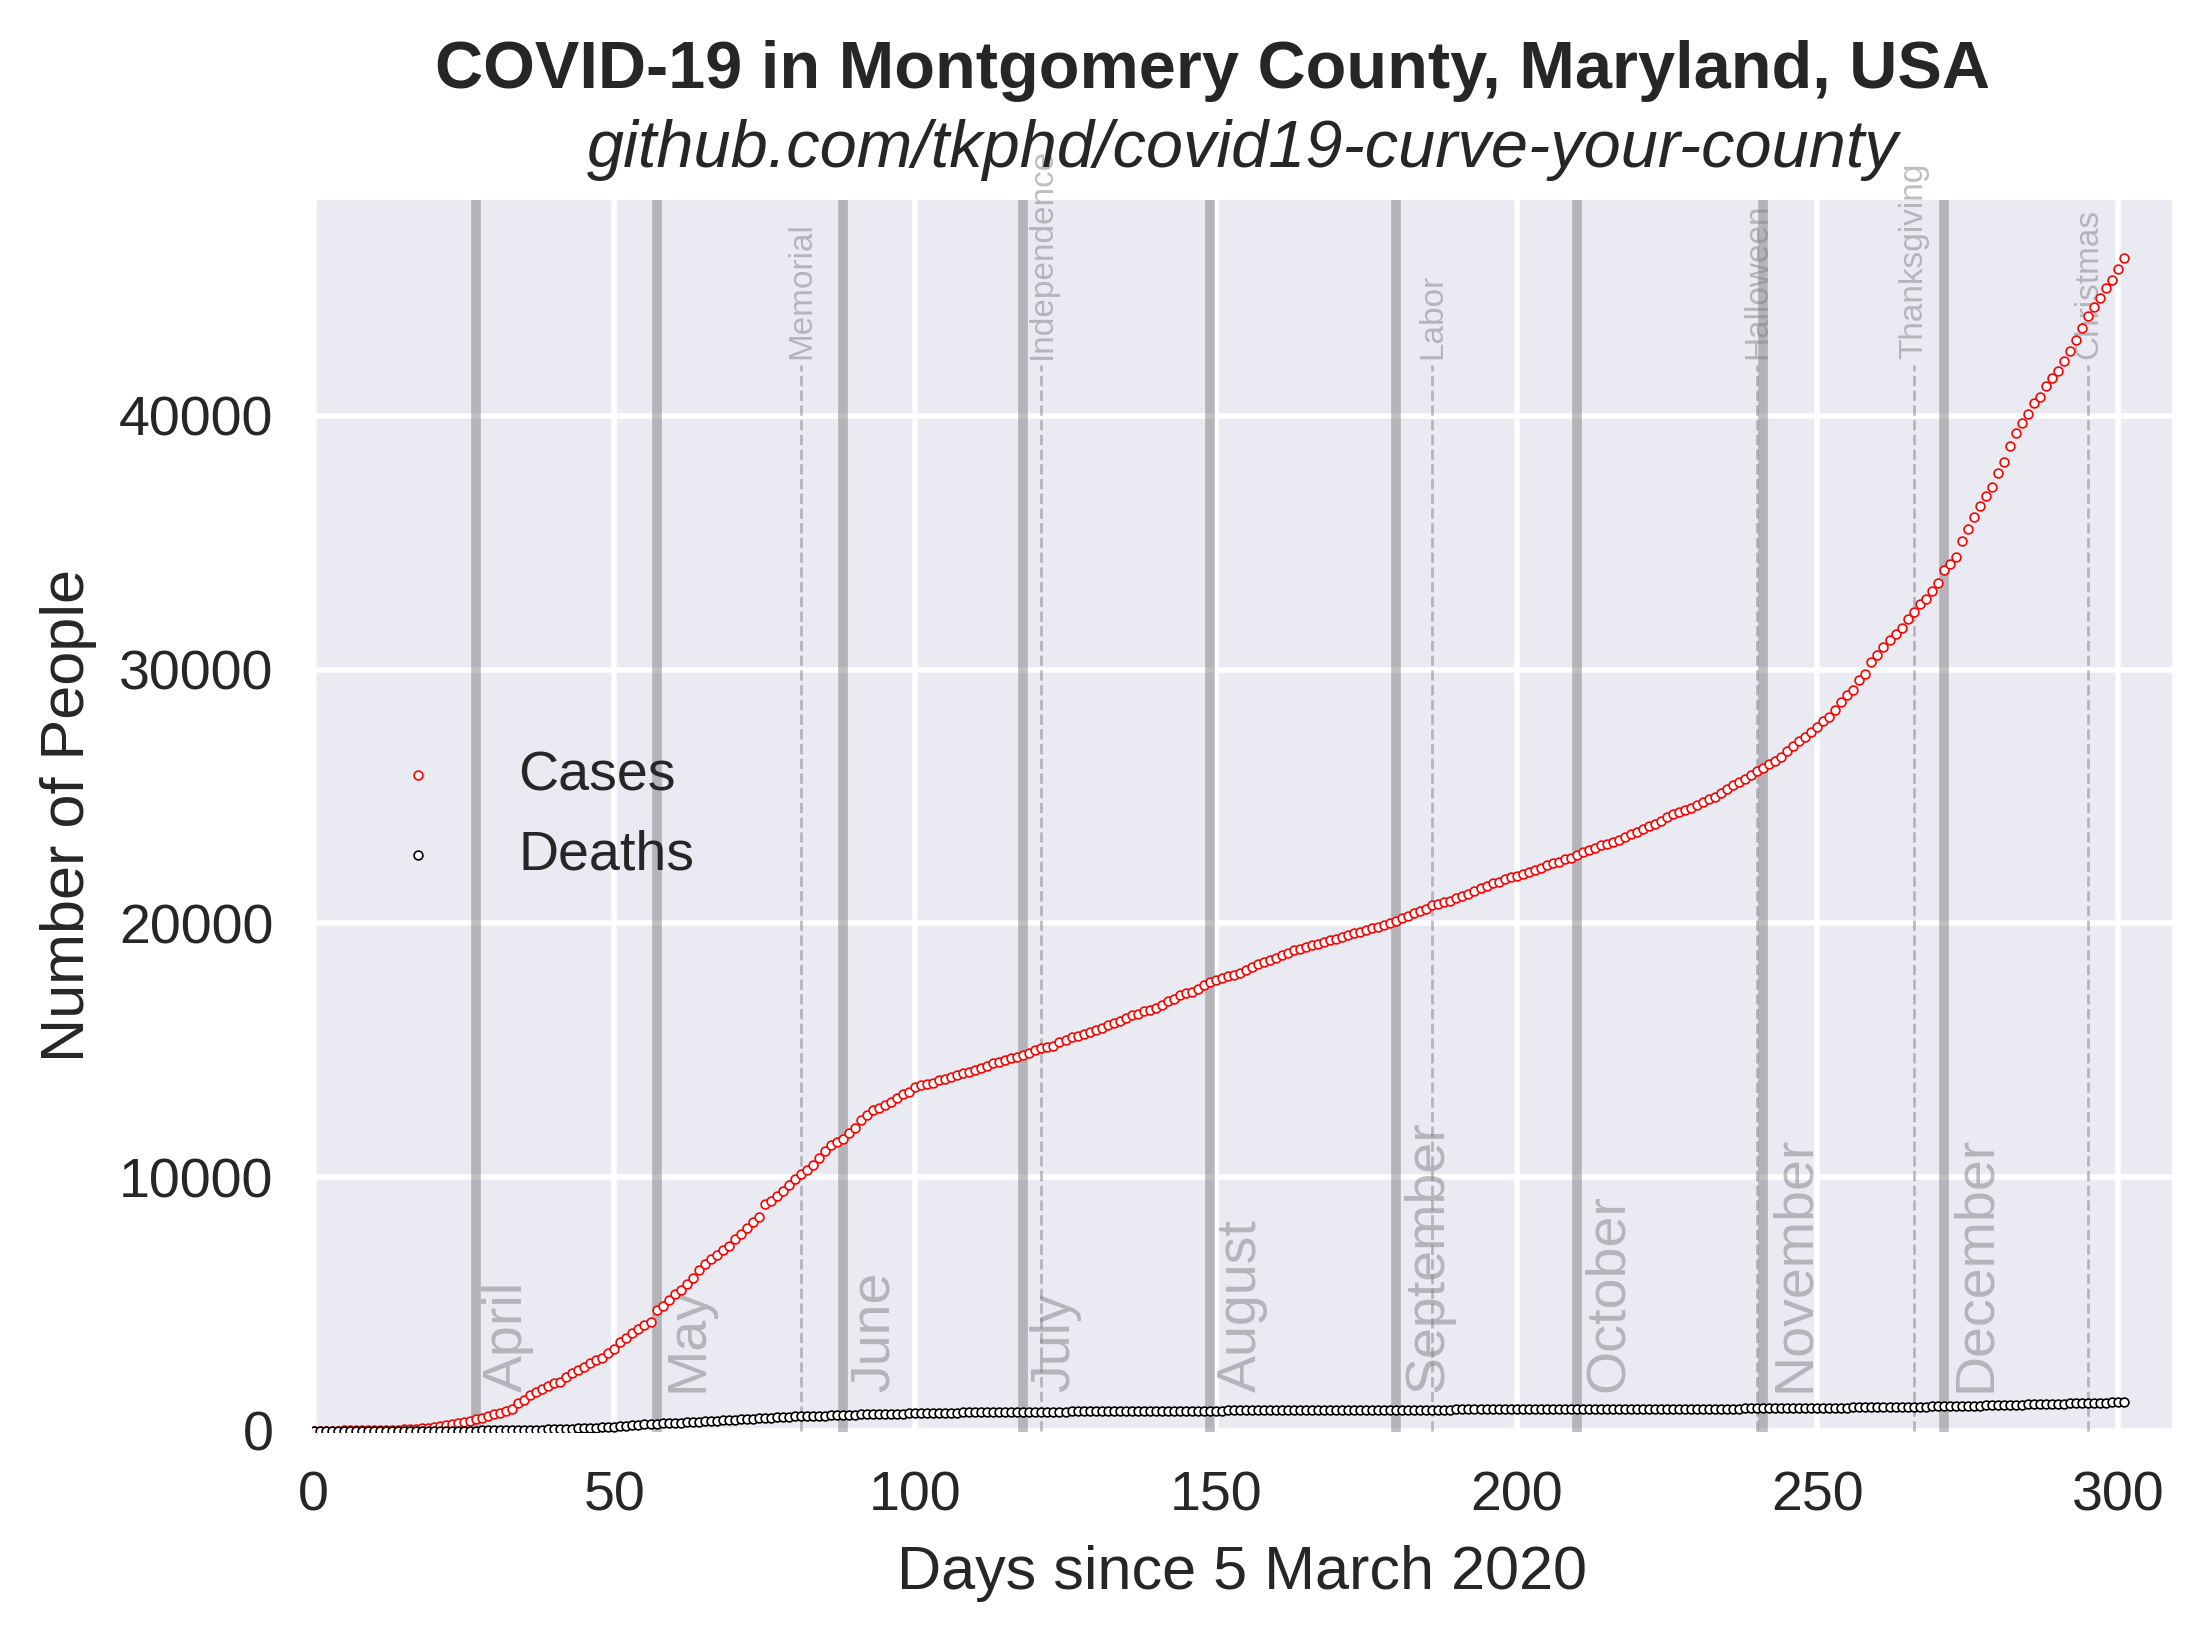 COVID-19 in Montgomery County, Maryland, USA
github.com/tkphd/covid19-curve-your-county
Memorial
Independence
Labor
Halloween
Thanksgiving
Christmas
40000
30000
20000
10000
0
Number of People
Cases
Deaths
April
May
June
July
August
September
October
November
December
0
50
100
150
200
250
300
Days since 5 March 2020